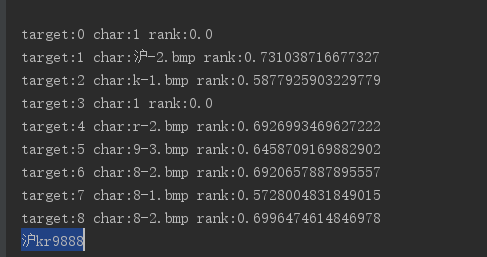 target:0 char:1 rank:0.0
target:1 char:沪-2.bmp rank:0.731038716677327
target:2 char:k-1.bmp rank:0.5877925903229779
target:3 char:1 rank:0.0
target:4 char:r-2.bmp rank:0.6926993469627222
target:5 char:9-3.bmp rank:0.6458709169882902
target:6 char:8-2.bmp rank:0.6920657887895557
target:7 char:8-1.bmp rank:0.5728004831849015
target:8 char:8-2.bmp rank:0.6996474614846978
沪kr9888